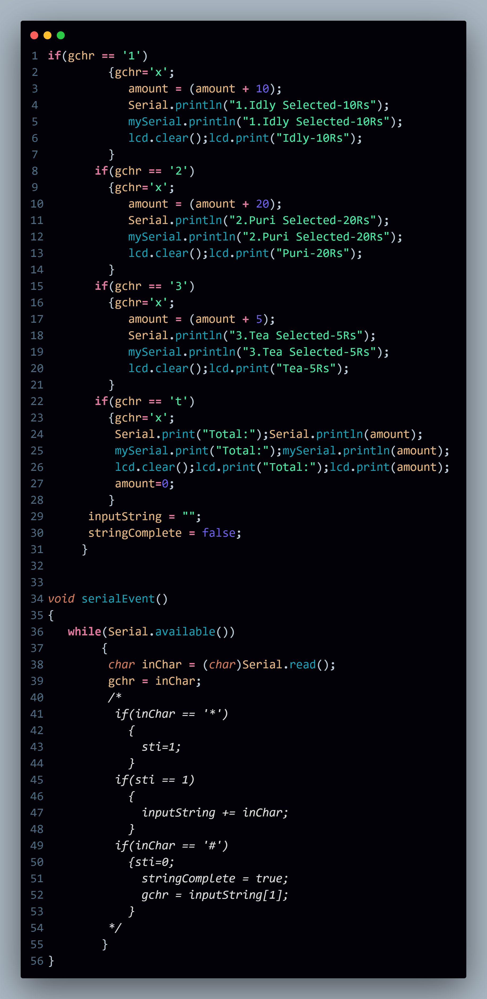 1 if(gchr == '1')
2          {gchr='x';
3             amount = (amount + 10);
4             Serial.println("1.Idly Selected-10Rs");
5             mySerial.println("1.Idly Selected-10Rs");
6             lcd.clear();lcd.print("Idly-10Rs");
7          }
8        if(gchr == '2')
9          {gchr='x';
10            amount = (amount + 20);
11            Serial.println("2.Puri Selected-20Rs");
12            mySerial.println("2.Puri Selected-20Rs");
13            lcd.clear();lcd.print("Puri-20Rs");
14         }
15       if(gchr == '3')
16         {gchr='x';
17            amount = (amount + 5);
18            Serial.println("3.Tea Selected-5Rs");
19            mySerial.println("3.Tea Selected-5Rs");
20            lcd.clear();lcd.print("Tea-5Rs");
21         }
22       if(gchr == 't')
23         {gchr='x';
24          Serial.print("Total:");Serial.println(amount);
25          mySerial.print("Total:");mySerial.println(amount);
26          lcd.clear();lcd.print("Total:");lcd.print(amount);
27          amount=0;
28         }
29      inputString = "";
30      stringComplete = false;
31     }
32
33
34 void serialEvent()
35 {
36    while(Serial.available())
37         {
38          char inChar = (char)Serial.read();
39          gchr = inChar;
40          /*
41           if(inChar == '*')
42             {
43               sti=1;
44             }
45           if(sti == 1)
46             {
47               inputString += inChar;
48             }
49           if(inChar == '#')
50             {sti=0;
51               stringComplete = true;
52               gchr = inputString[1];
53             }
54          */
55         }
56 }